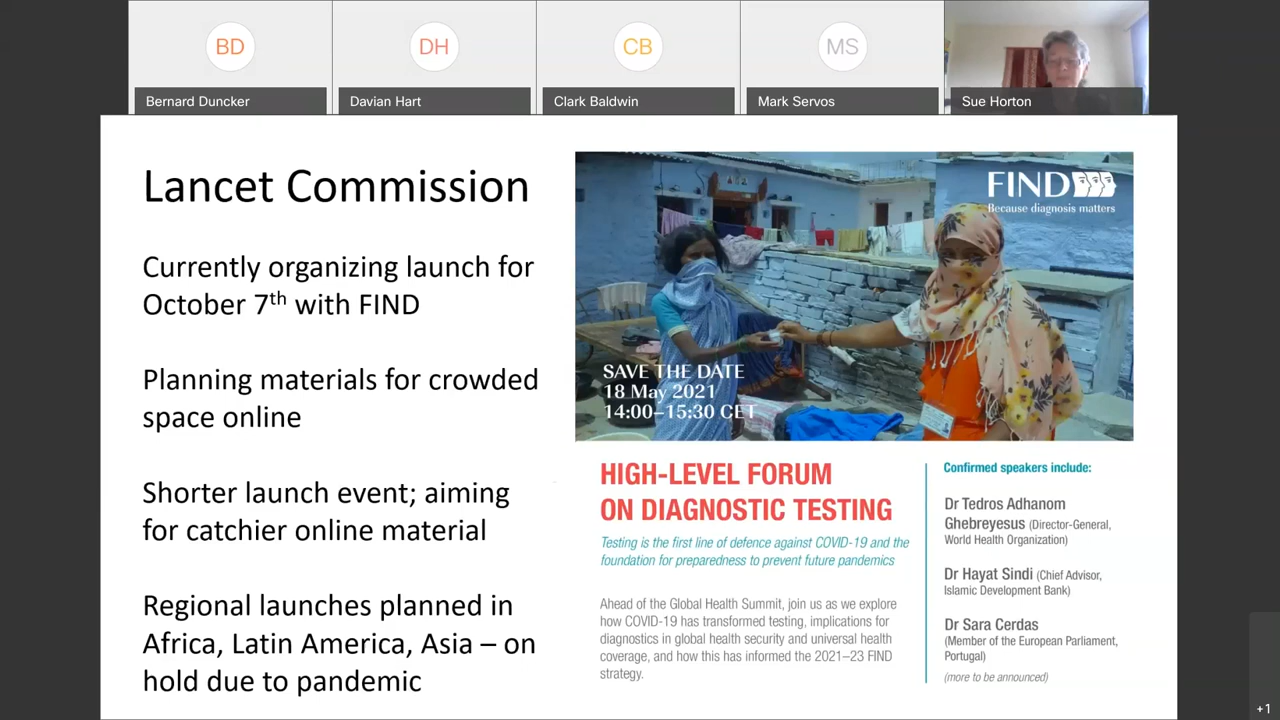 BD
DH
CB
MS
Bernard Duncker
Davian Hart
Clark Baldwin
Mark Servos
Sue Horton
Lancet Commission
Currently organizing launch for
October 7th with FIND
Planning materials for crowded
space online
Shorter launch event; aiming
for catchier online material
Regional launches planned in
Africa, Latin America, Asia – on
hold due to pandemic
FIND
Because diagnosis matters
SAVE THE DATE
18 May 2021
14:00–15:30 CET
HIGH-LEVEL FORUM
ON DIAGNOSTIC TESTING
Testing is the first line of defence against COVID-19 and the
foundation for preparedness to prevent future pandemics
Ahead of the Global Health Summit, join us as we explore
how COVID-19 has transformed testing, implications for
diagnostics in global health security and universal health
coverage, and how this has informed the 2021–23 FIND
strategy.
Confirmed speakers include:
Dr Tedros Adhanom
Ghebreyesus (Director-General,
World Health Organization)
Dr Hayat Sindi (Chief Advisor,
Islamic Development Bank)
Dr Sara Cerdas
(Member of the European Parliament,
Portugal)
(more to be announced)
+1